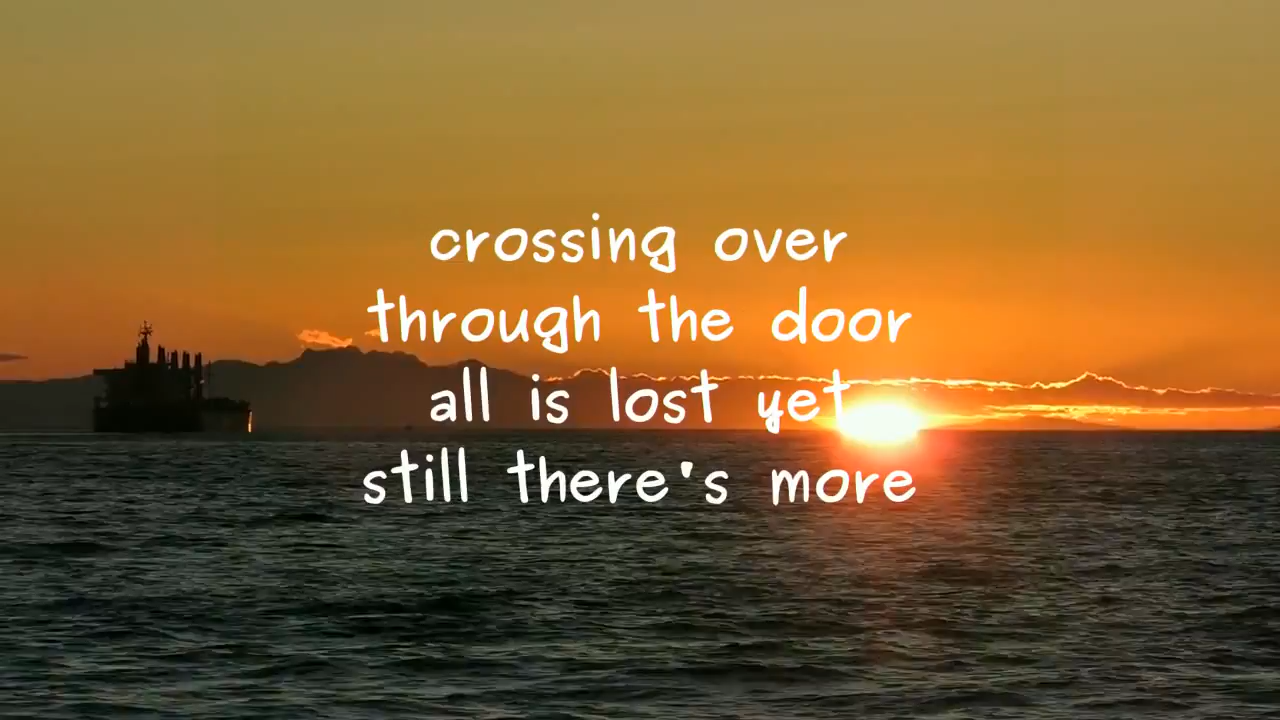 crossing over
through the door
all is lost yet
still there's more